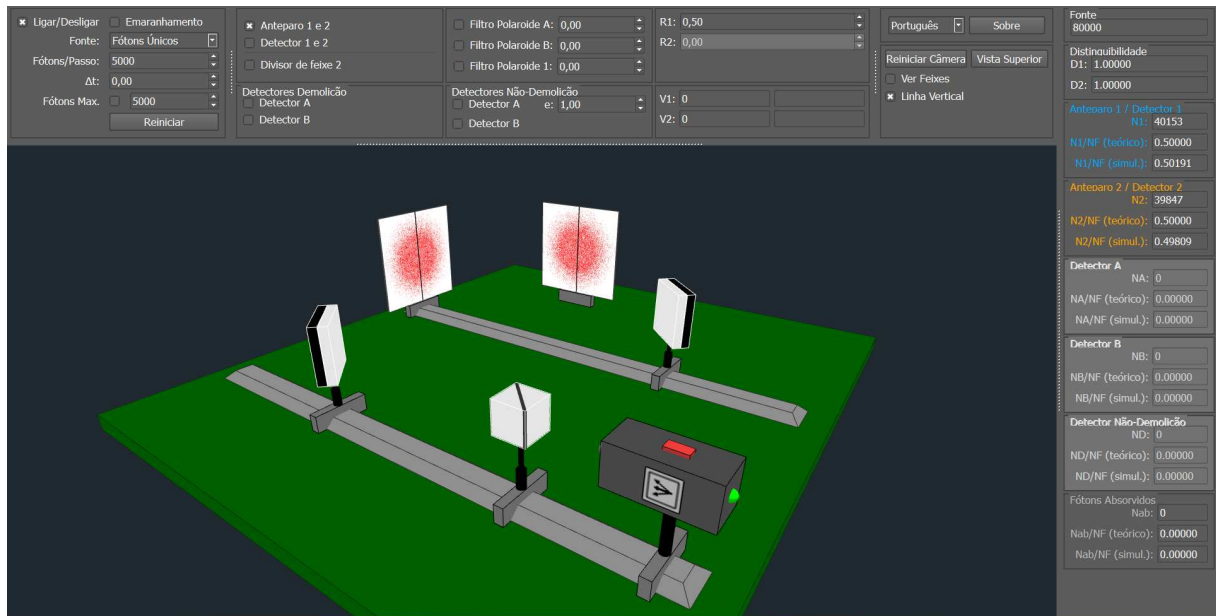 Ligar/Desligar Emaranhamento
Fonte: Fótons Únicos
Fótons/Passo: 5000
Δt: 0,00
Fótons Max. 5000
Reiniciar
Anteparo 1 e 2
Detector 1 e 2
Divisor de feixe 2
Detectores Demolição
Detector A
Detector B
Filtro Polaroide A: 0,00
Filtro Polaroide B: 0,00
Filtro Polaroide 1: 0,00
Detectores Não-Demolição
Detector A e: 1,00
Detector B
R1: 0,50
R2: 0,00
V1: 0
V2: 0
Português Sobre
Reiniciar Câmera Vista Superior
Ver Feixes
Linha Vertical
Fonte
80000
Distinguibilidade
D1: 1.00000
D2: 1.00000
Anteparo 1 / Detector 1
N1: 40153
N1/NF (teórico): 0.50000
N1/NF (simul.): 0.50191
Anteparo 2 / Detector 2
N2: 39847
N2/NF (teórico): 0.50000
N2/NF (simul.): 0.49809
Detector A
NA: 0
NA/NF (teórico): 0.00000
NA/NF (simul.): 0.00000
Detector B
NB: 0
NB/NF (teórico): 0.00000
NB/NF (simul.): 0.00000
Detector Não-Demolição
ND: 0
ND/NF (teórico): 0.00000
ND/NF (simul.): 0.00000
Fótons Absorvidos
Nab: 0
Nab/NF (teórico): 0.00000
Nab/NF (simul.): 0.00000